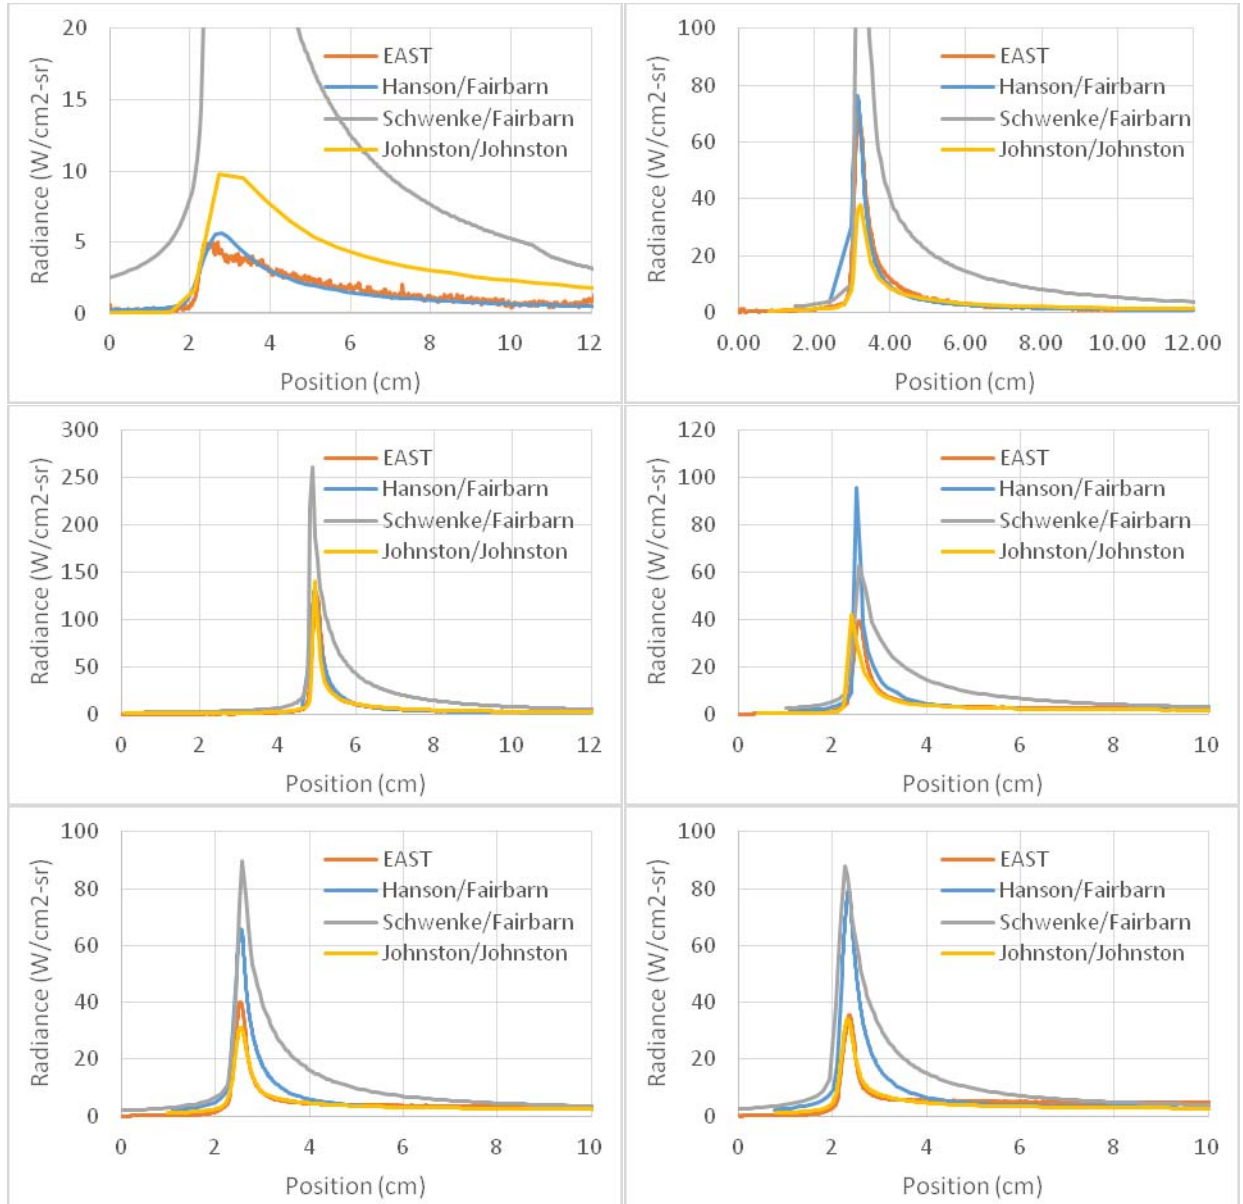 20
15
10
5
0
Radiance (W/cm2-sr)
EAST
Hanson/Fairbarn
Schwenke/Fairbarn
Johnston/Johnston
0 2 4 6 8 10 12
Position (cm)
100
80
60
40
20
0
Radiance (W/cm2-sr)
EAST
Hanson/Fairbarn
Schwenke/Fairbarn
Johnston/Johnston
0.00 2.00 4.00 6.00 8.00 10.00 12.00
Position (cm)
300
250
200
150
100
50
0
Radiance (W/cm2-sr)
EAST
Hanson/Fairbarn
Schwenke/Fairbarn
Johnston/Johnston
0 2 4 6 8 10 12
Position (cm)
120
100
80
60
40
20
0
Radiance (W/cm2-sr)
EAST
Hanson/Fairbarn
Schwenke/Fairbarn
Johnston/Johnston
0 2 4 6 8 10
Position (cm)
100
80
60
40
20
0
Radiance (W/cm2-sr)
EAST
Hanson/Fairbarn
Schwenke/Fairbarn
Johnston/Johnston
0 2 4 6 8 10
Position (cm)
100
80
60
40
20
0
Radiance (W/cm2-sr)
EAST
Hanson/Fairbarn
Schwenke/Fairbarn
Johnston/Johnston
0 2 4 6 8 10
Position (cm)